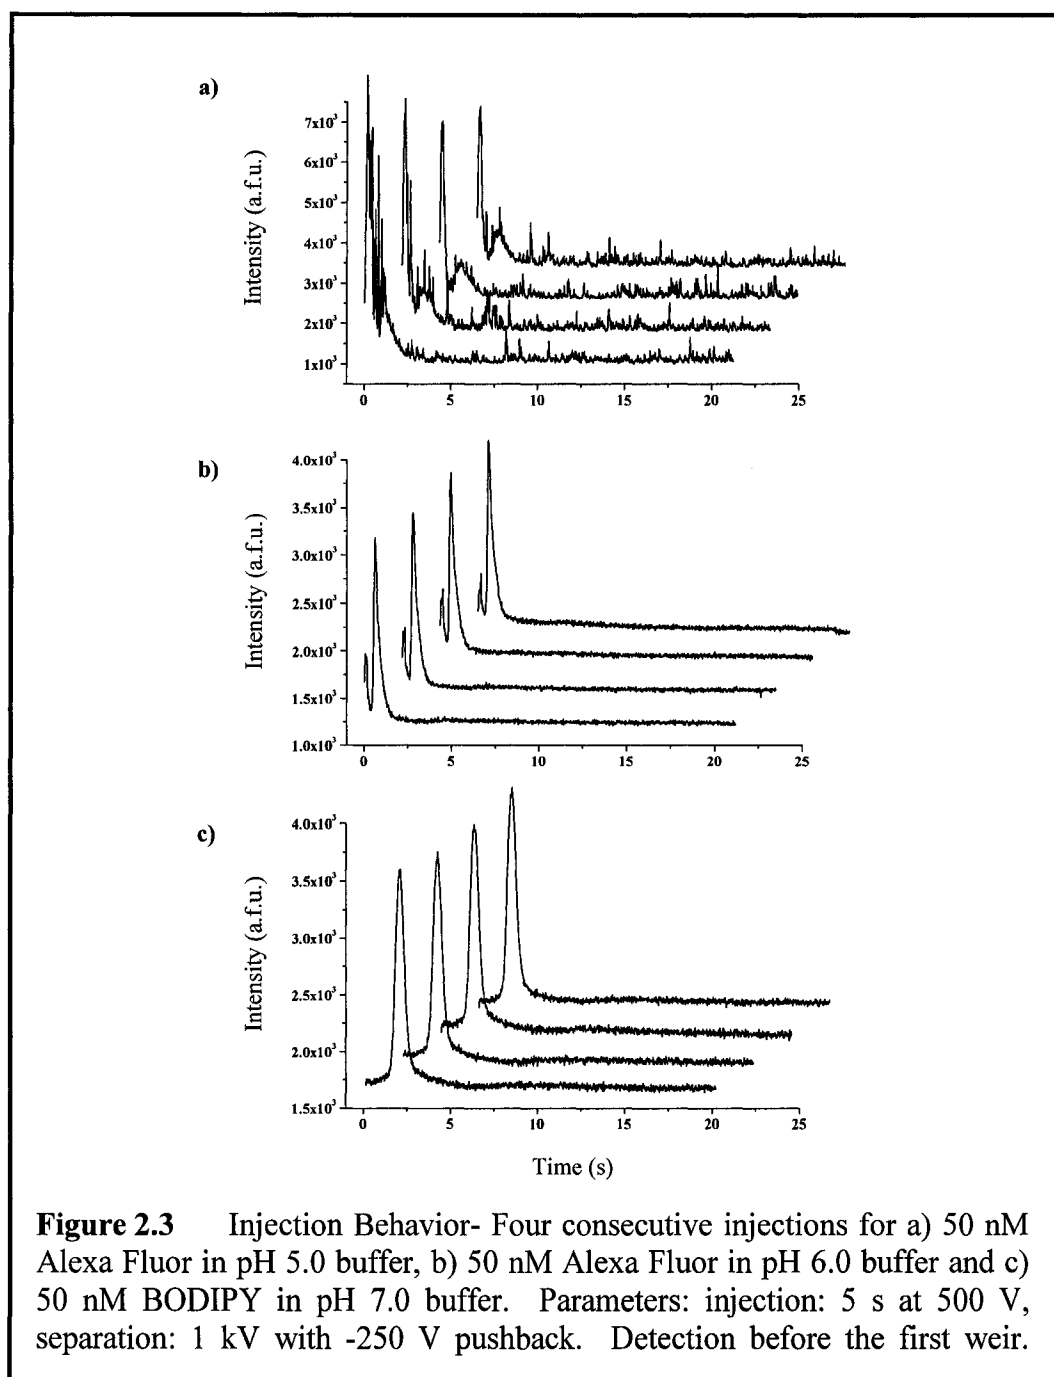 a)
Intensity (a.f.u.)
7x10³
6x10³
5x10³
4x10³
3x10³
2x10³
1x10³
0 5 10 15 20 25
b)
Intensity (a.f.u.)
4.0x10³
3.5x10³
3.0x10³
2.5x10³
2.0x10³
1.5x10³
1.0x10³
0 5 10 15 20 25
c)
Intensity (a.f.u.)
4.0x10³
3.5x10³
3.0x10³
2.5x10³
2.0x10³
1.5x10³
0 5 10 15 20 25
Time (s)
Figure 2.3 Injection Behavior- Four consecutive injections for a) 50 nM
Alexa Fluor in pH 5.0 buffer, b) 50 nM Alexa Fluor in pH 6.0 buffer and c)
50 nM BODIPY in pH 7.0 buffer. Parameters: injection: 5 s at 500 V,
separation: 1 kV with -250 V pushback. Detection before the first weir.